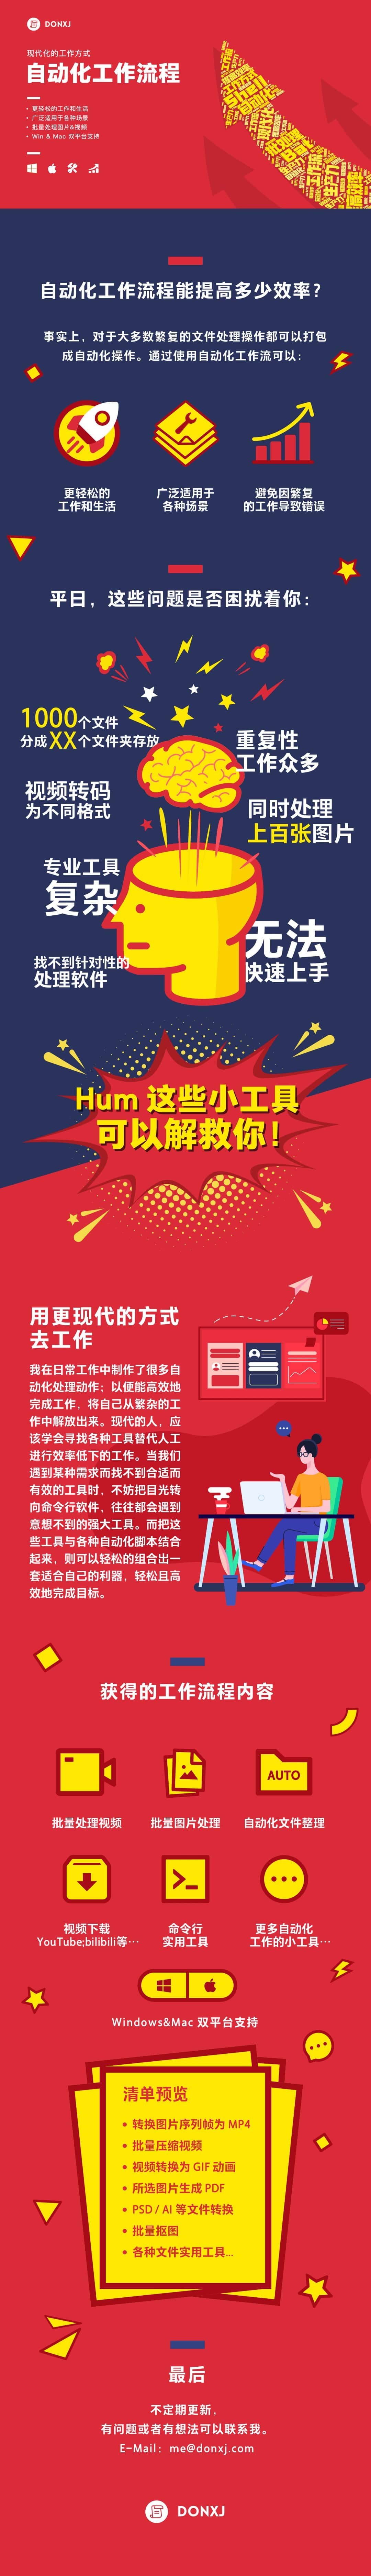 DONXJ
现代化的工作方式
自动化工作流程
• 更轻松的工作和生活
• 广泛适用于各种场景
• 批量处理图片&视频
• Win & Mac 双平台支持
自动化工作流程能提高多少效率？
事实上，对于大多数繁复的文件处理操作都可以打包
成自动化操作。通过使用自动化工作流可以：
更轻松的
工作和生活
广泛适用于
各种场景
避免因繁复
的工作导致错误
平日，这些问题是否困扰着你：
1000个文件
分成XX个文件夹存放
重复性
工作众多
视频转码
为不同格式
同时处理
上百张图片
专业工具
复杂
无法
快速上手
找不到针对性的
处理软件
Hum 这些小工具
可以解救你！
用更现代的方式
去工作
我在日常工作中制作了很多自
动化处理动作；以便能高效地
完成工作，将自己从繁杂的工
作中解放出来。现代的人，应
该学会寻找各种工具替代人工
进行效率低下的工作。当我们
遇到某种需求而找不到合适而
有效的工具时，不妨把目光转
向命令行软件，往往都会遇到
意想不到的强大工具。而把这
些工具与各种自动化脚本结合
起来，则可以轻松的组合出一
套适合自己的利器，轻松且高
效地完成目标。
获得的工作流程内容
AUTO
批量处理视频
批量图片处理
自动化文件整理
视频下载
YouTube;bilibili等…
命令行
实用工具
更多自动化
工作的小工具…
Windows&Mac 双平台支持
清单预览
• 转换图片序列帧为 MP4
• 批量压缩视频
• 视频转换为 GIF 动画
• 所选图片生成 PDF
• PSD / AI 等文件转换
• 批量抠图
• 各种文件实用工具...
最后
不定期更新，
有问题或者有想法可以联系我。
E-Mail：me@donxj.com
DONXJ